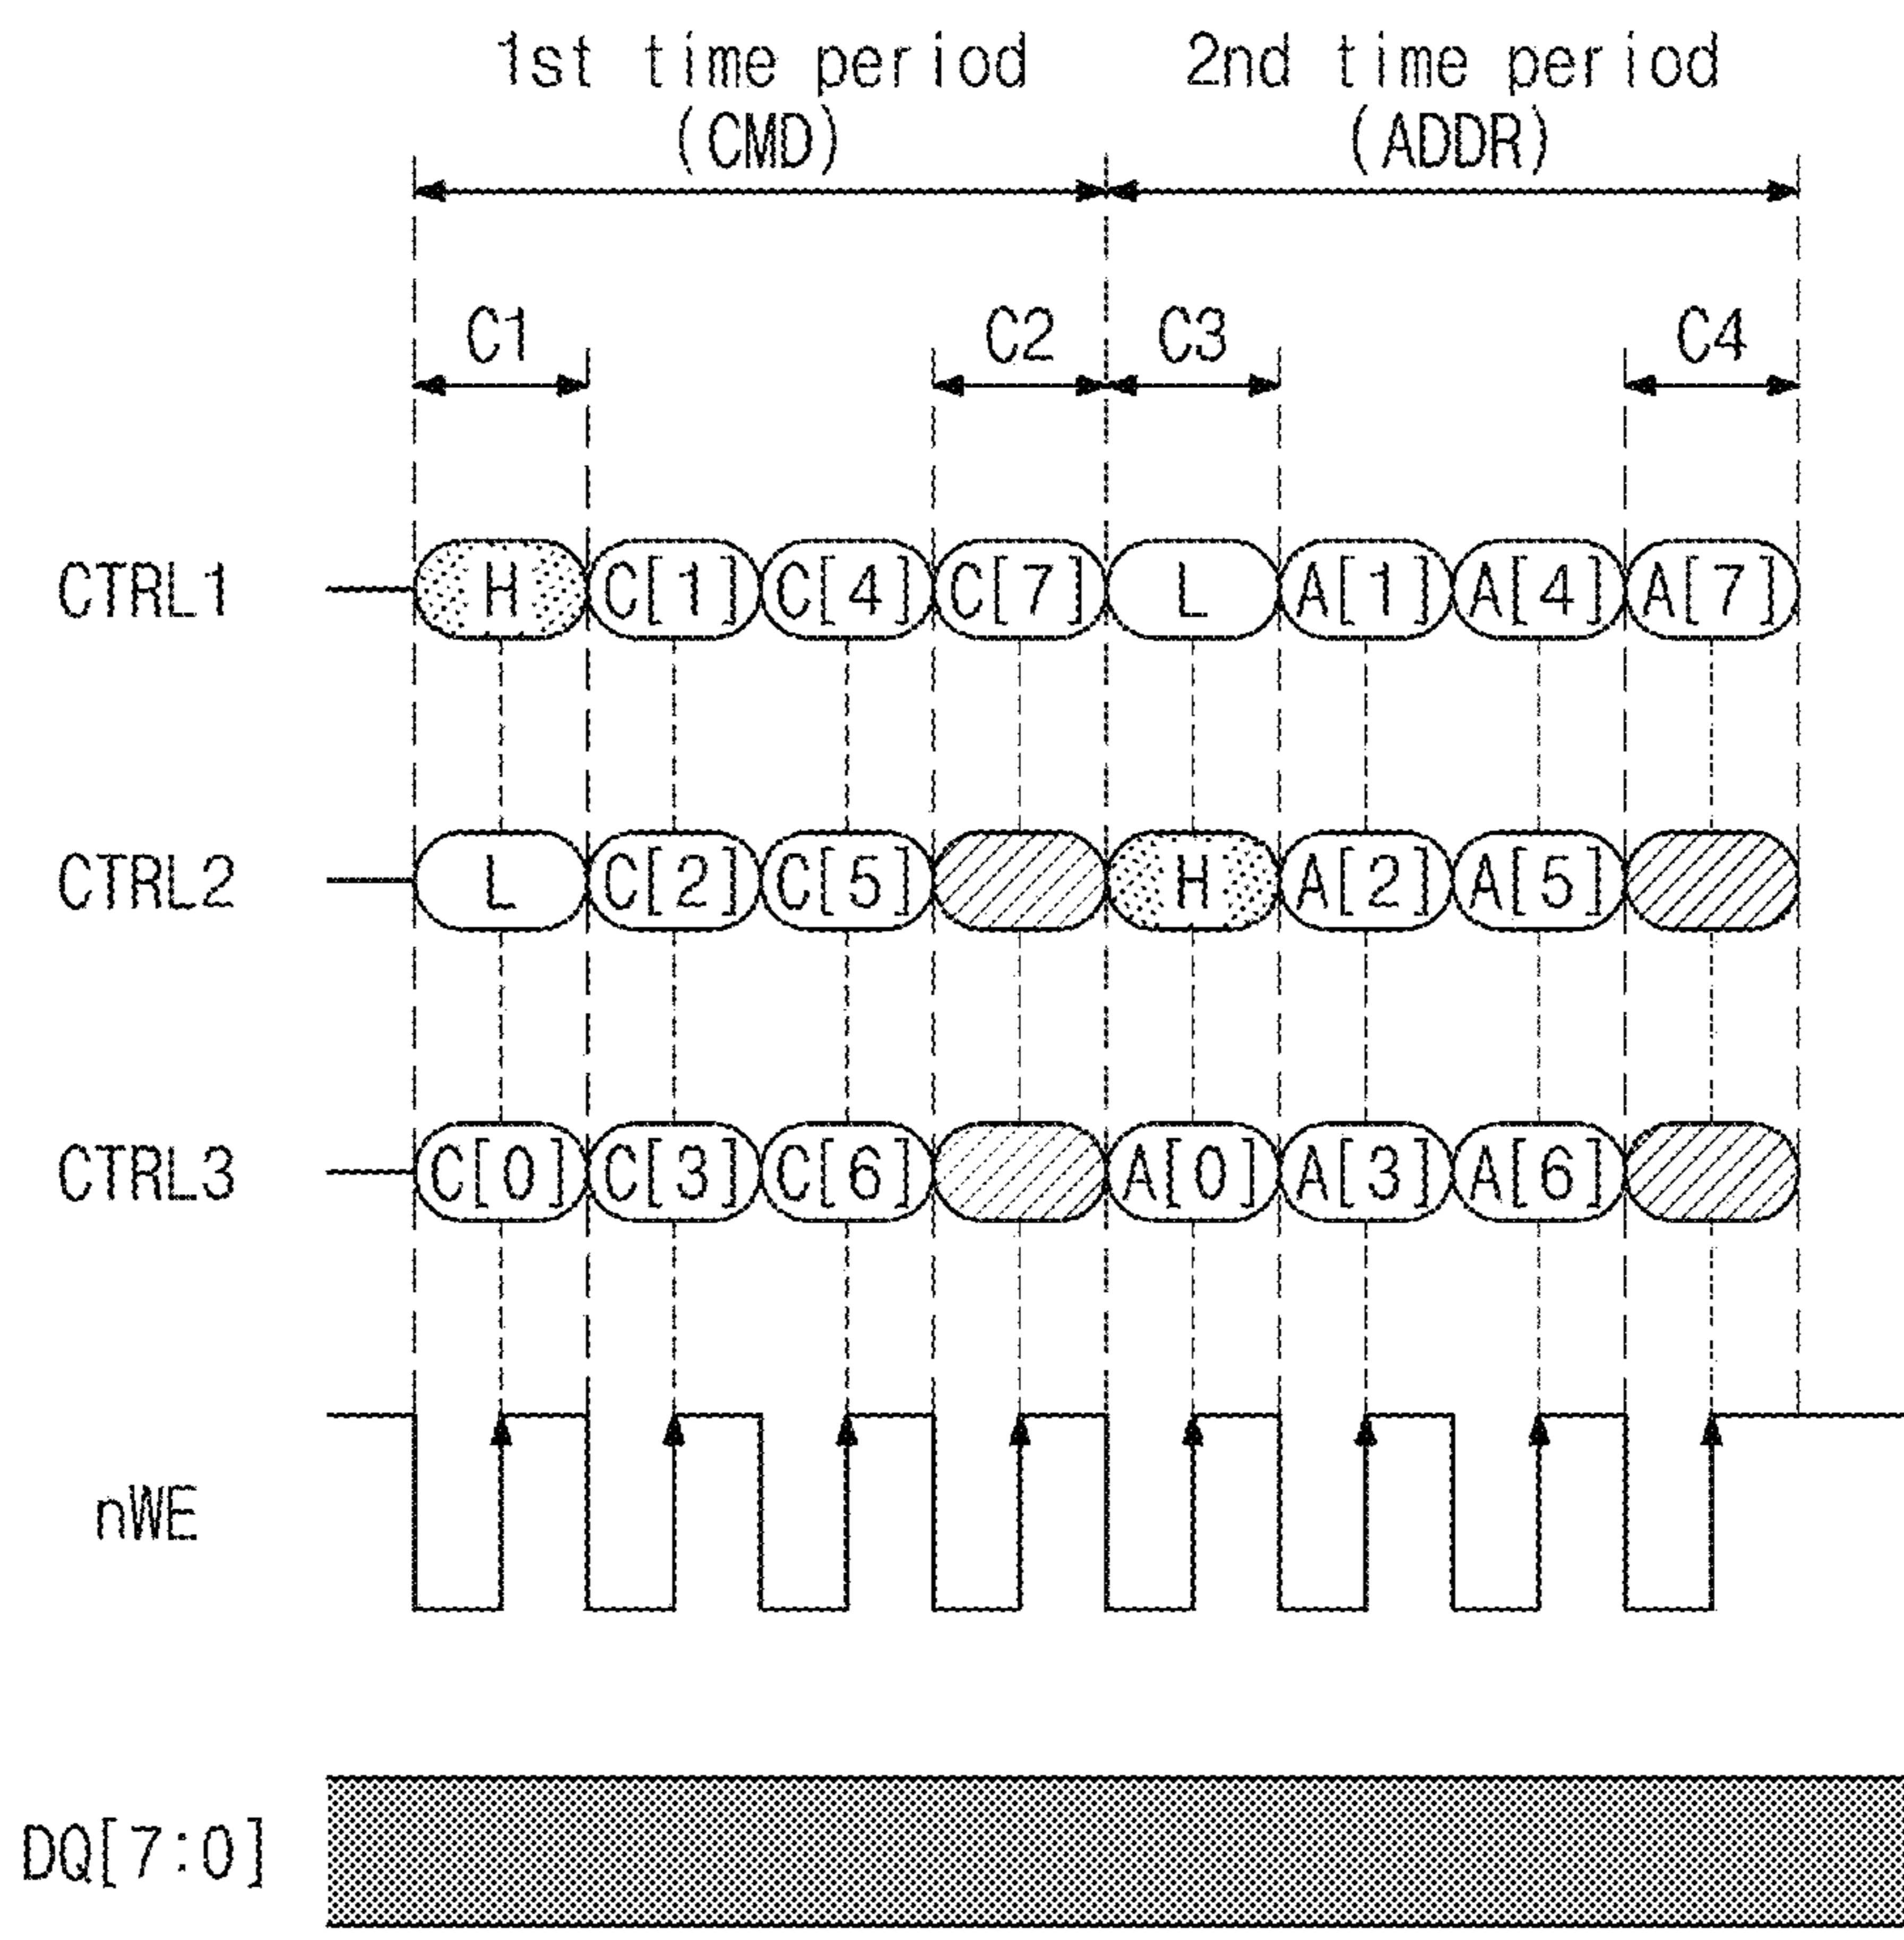 1st time period 2nd time period
(CMD) (ADDR)
C1 C2 C3 C4
CTRL1 H C[1] C[4] C[7] L A[1] A[4] A[7]
CTRL2 L C[2] C[5] H A[2] A[5]
CTRL3 C[0] C[3] C[6] A[0] A[3] A[6]
nWE
DQ[7:0]